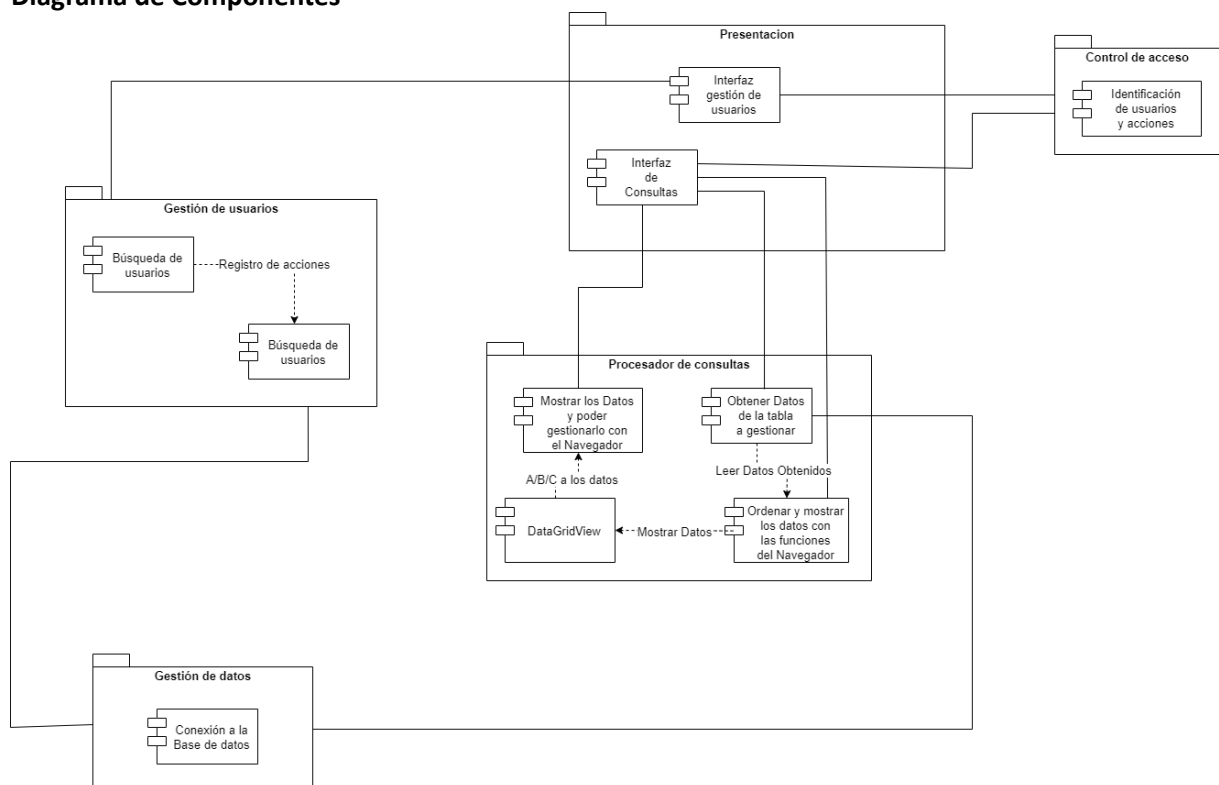 Diagrama de Componentes
Presentacion
Interfaz
gestión de
usuarios
Interfaz
de
Consultas
Control de acceso
Identificación
de usuarios
y acciones
Gestión de usuarios
Búsqueda de
usuarios
Registro de acciones
Búsqueda de
usuarios
Procesador de consultas
Mostrar los Datos
y poder
gestionarlo con
el Navegador
Obtener Datos
de la tabla
a gestionar
A/B/C a los datos
Leer Datos Obtenidos
DataGridView
Mostrar Datos
Ordenar y mostrar
los datos con
las funciones
del Navegador
Gestión de datos
Conexión a la
Base de datos